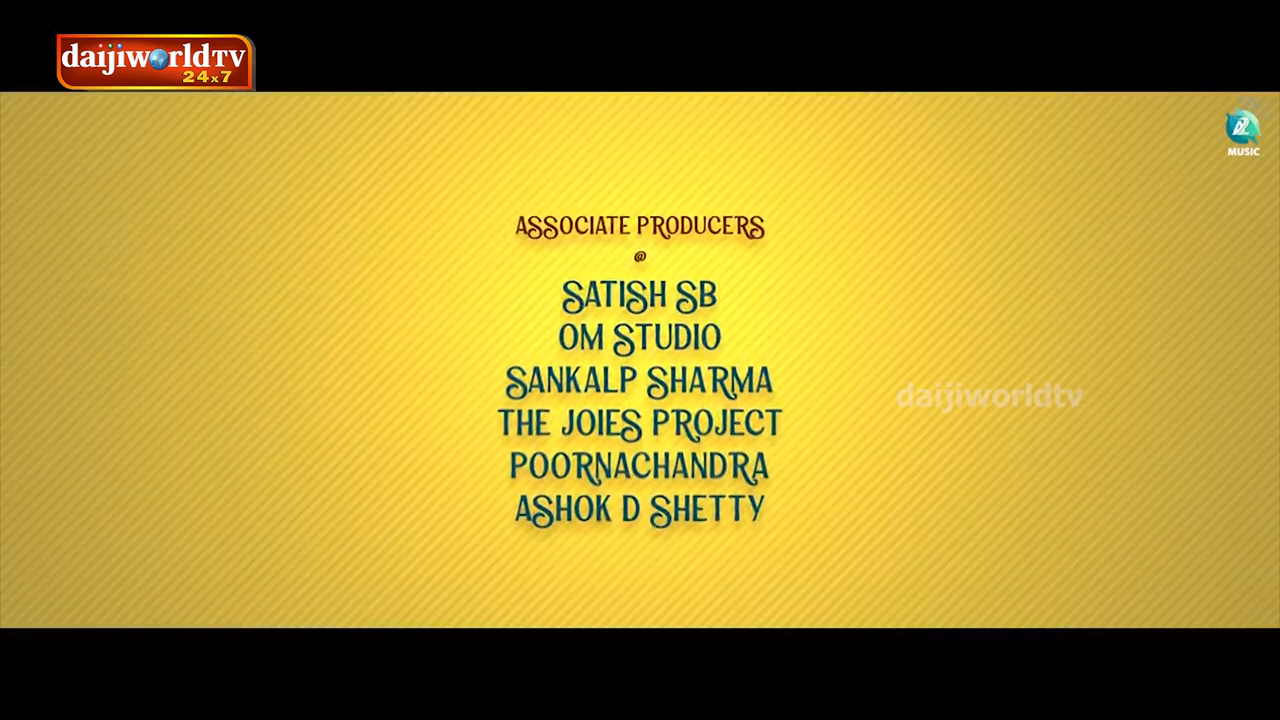 daijiworldTV
24x7
MUSIC
ASSOCIATE PRODUCERS
@
SATISH SB
OM STUDIO
SANKALP SHARMA
THE JOIES PROJECT
POORNACHANDRA
ASHOK D SHETTY
daijiworldtv